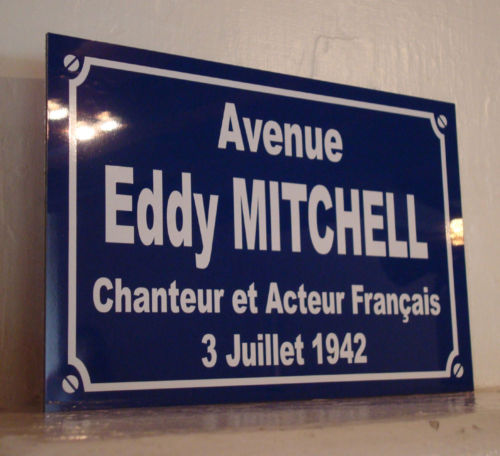 Avenue
Eddy MITCHELL
Chanteur et Acteur Français
3 Juillet 1942